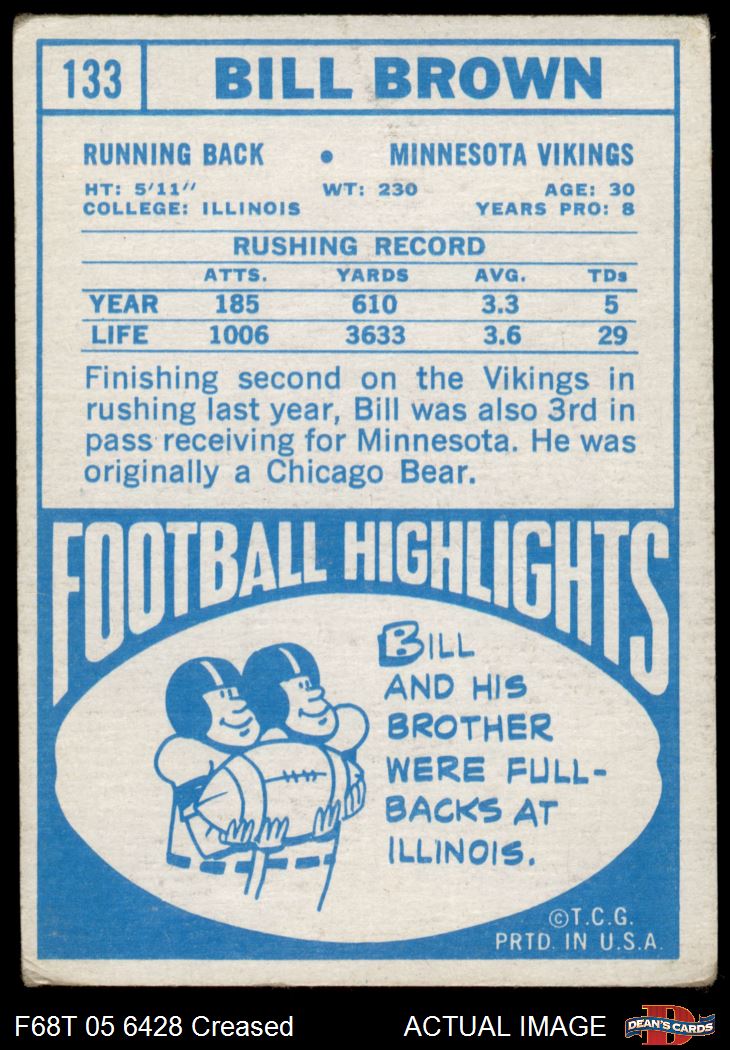 133 BILL BROWN
RUNNING BACK • MINNESOTA VIKINGS
HT: 5'11" WT: 230 AGE: 30
COLLEGE: ILLINOIS YEARS PRO: 8
RUSHING RECORD
ATTS. YARDS AVG. TDs
YEAR 185 610 3.3 5
LIFE 1006 3633 3.6 29
Finishing second on the Vikings in
rushing last year, Bill was also 3rd in
pass receiving for Minnesota. He was
originally a Chicago Bear.
FOOTBALL HIGHLIGHTS
BILL
AND HIS
BROTHER
WERE FULL-
BACKS AT
ILLINOIS.
©T.C.G.
PRTD. IN U.S.A.
F68T 05 6428 Creased ACTUAL IMAGE D DEAN'S CARDS